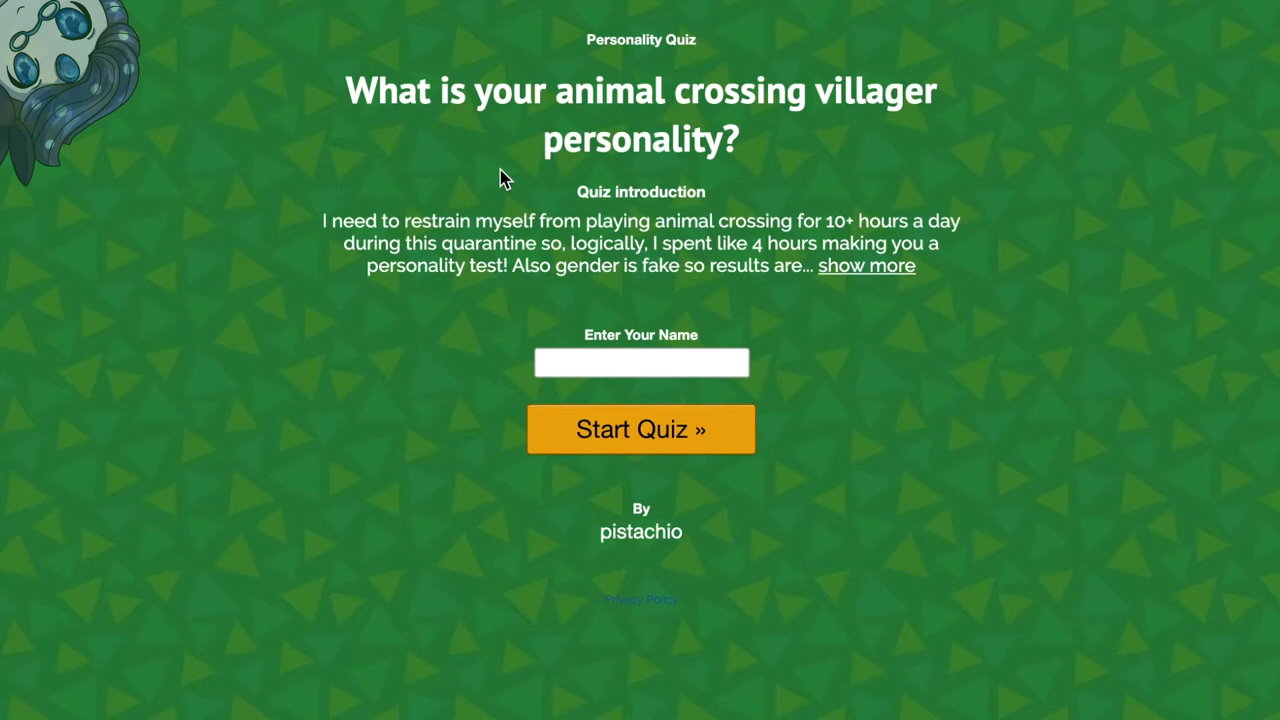 Personality Quiz
What is your animal crossing villager
personality?
Quiz introduction
I need to restrain myself from playing animal crossing for 10+ hours a day
during this quarantine so, logically, I spent like 4 hours making you a
personality test! Also gender is fake so results are... show more
Enter Your Name
Start Quiz »
By
pistachio
Privacy Policy